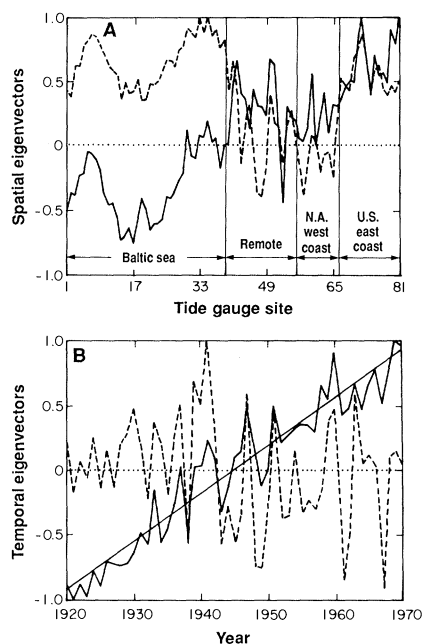 A
Spatial eigenvectors
1.0
0.5
0
-0.5
-1.0
Baltic sea
Remote
N.A.
west
coast
U.S.
east
coast
1 17 33 49 65 81
Tide gauge site
B
Temporal eigenvectors
1.0
0.5
0
-0.5
-1.0
1920 1930 1940 1950 1960 1970
Year